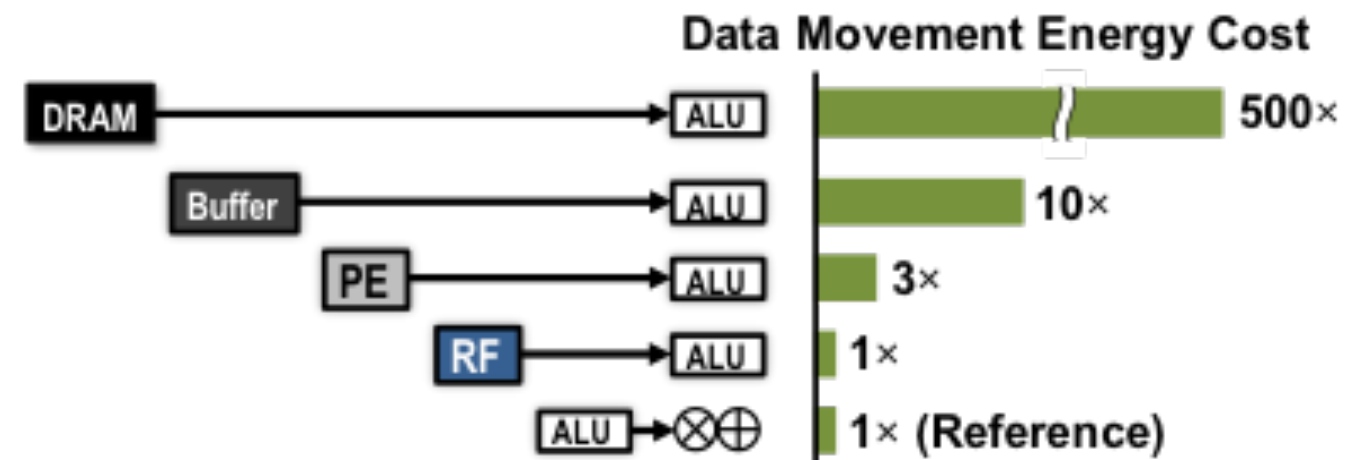 Data Movement Energy Cost
DRAM ALU 500×
Buffer ALU 10×
PE ALU 3×
RF ALU 1×
ALU 1× (Reference)